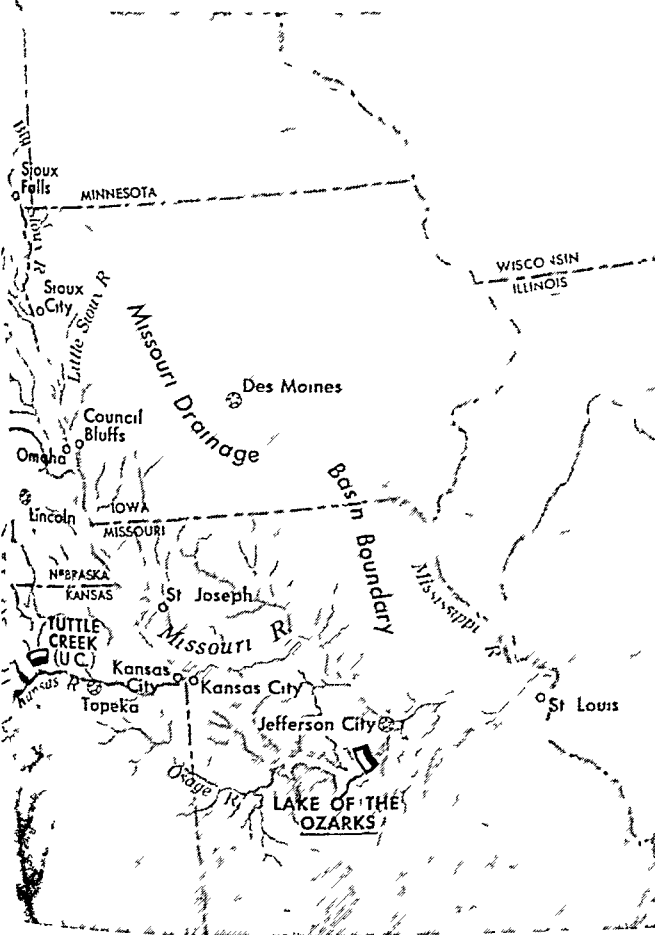 Big
Sioux
Falls
MINNESOTA
Sioux R
WISCONSIN
ILLINOIS
Sioux
City
Little Sioux R
Missouri Drainage
Des Moines
Council
Bluffs
Omaha
Basin Boundary
Lincoln
IOWA
MISSOURI
NEBRASKA
KANSAS
Mississippi R
St Joseph
TUTTLE
CREEK
(U C.)
Missouri R.
Kansas
City
Kansas City
Kansas R
Topeka
St Louis
Jefferson City
Osage R.
LAKE OF THE
OZARKS